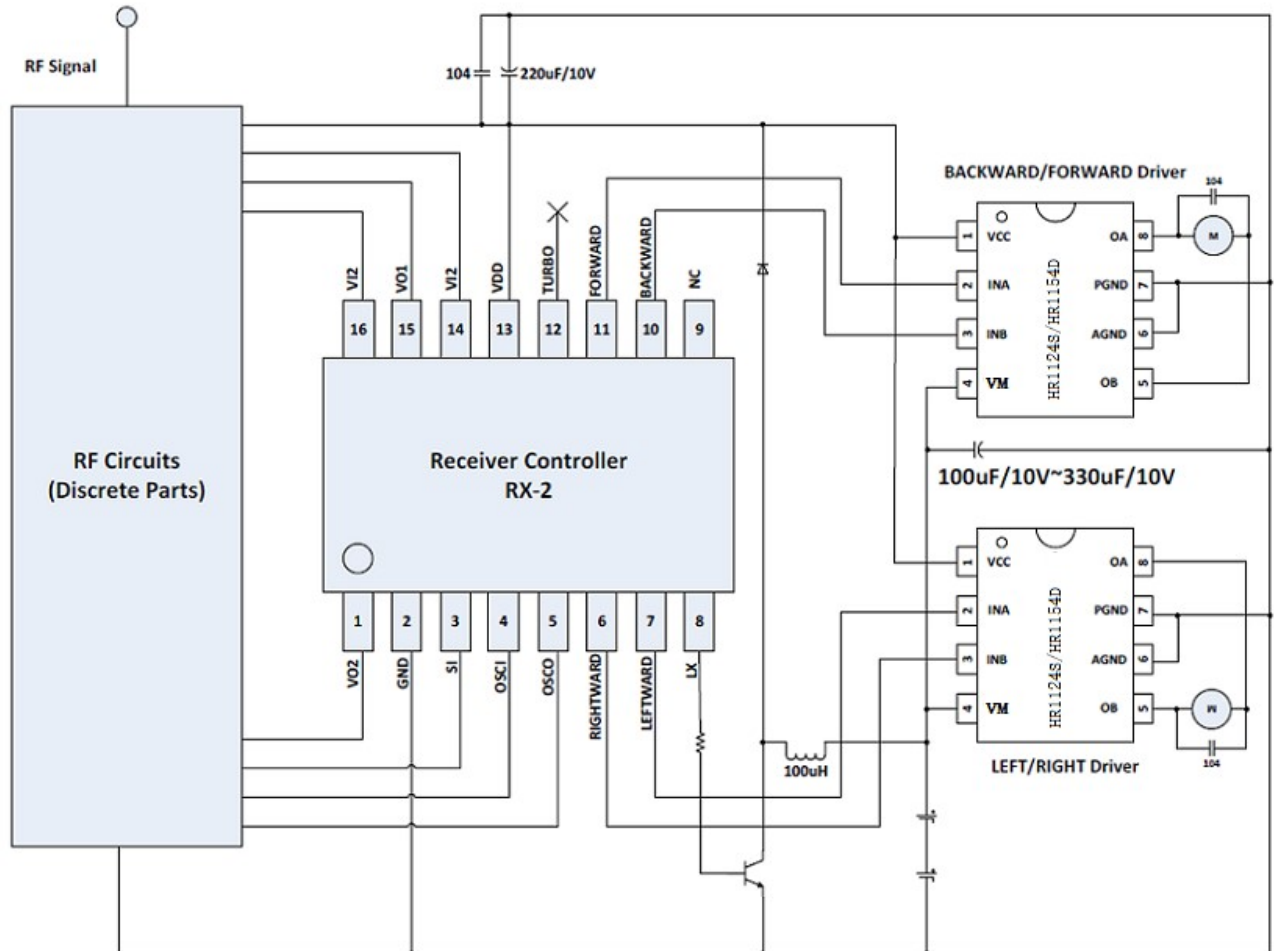 RF Signal
104
220uF/10V
RF Circuits
(Discrete Parts)
VI2
VO1
VI2
VDD
TURBO
FORWARD
BACKWARD
NC
16
15
14
13
12
11
10
9
Receiver Controller
RX-2
1
2
3
4
5
6
7
8
VO2
GND
SI
OSCI
OSCO
RIGHTWARD
LEFTWARD
LX
100uH
BACKWARD/FORWARD Driver
104
M
1 VCC OA 8
2 INA PGND 7
3 INB AGND 6
4 VM OB 5
HR1124S/HR1154D
100uF/10V~330uF/10V
1 VCC OA 8
2 INA PGND 7
3 INB AGND 6
4 VM OB 5
HR1124S/HR1154D
M
104
LEFT/RIGHT Driver